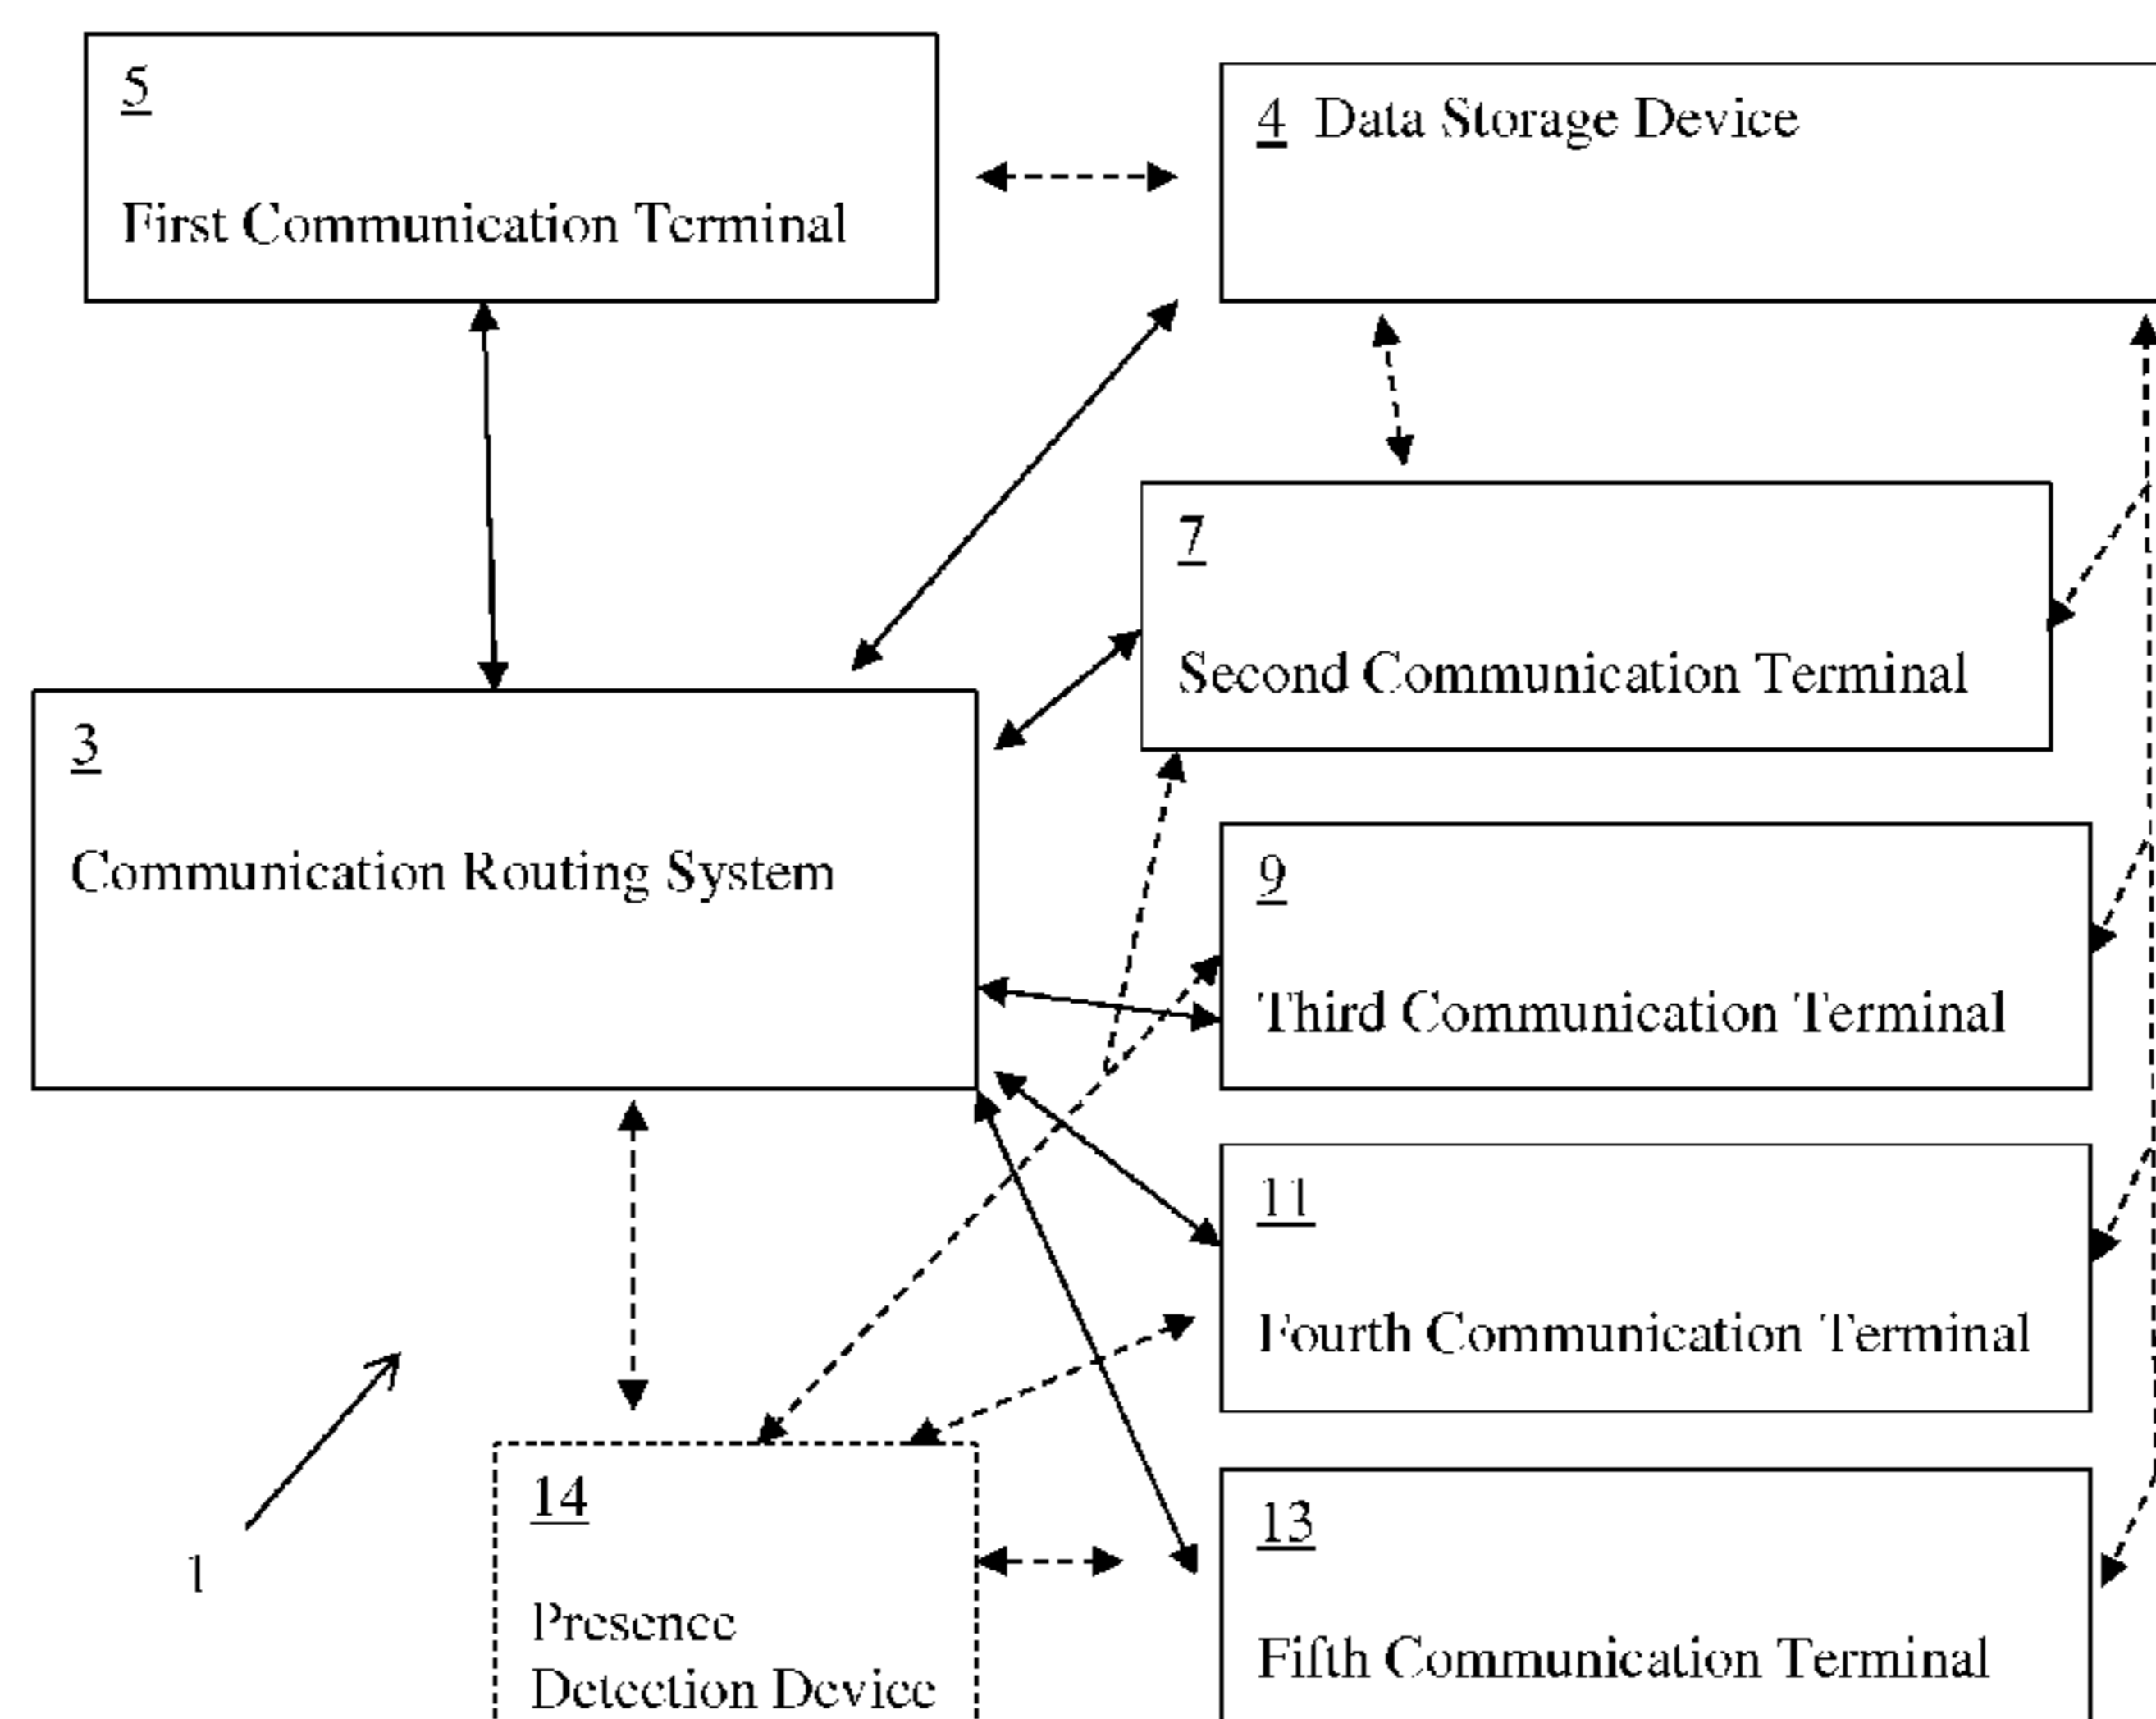 5
First Communication Terminal
4 Data Storage Device
7
Second Communication Terminal
3
Communication Routing System
9
Third Communication Terminal
11
Fourth Communication Terminal
14
Presence
Detection Device
13
Fifth Communication Terminal
1